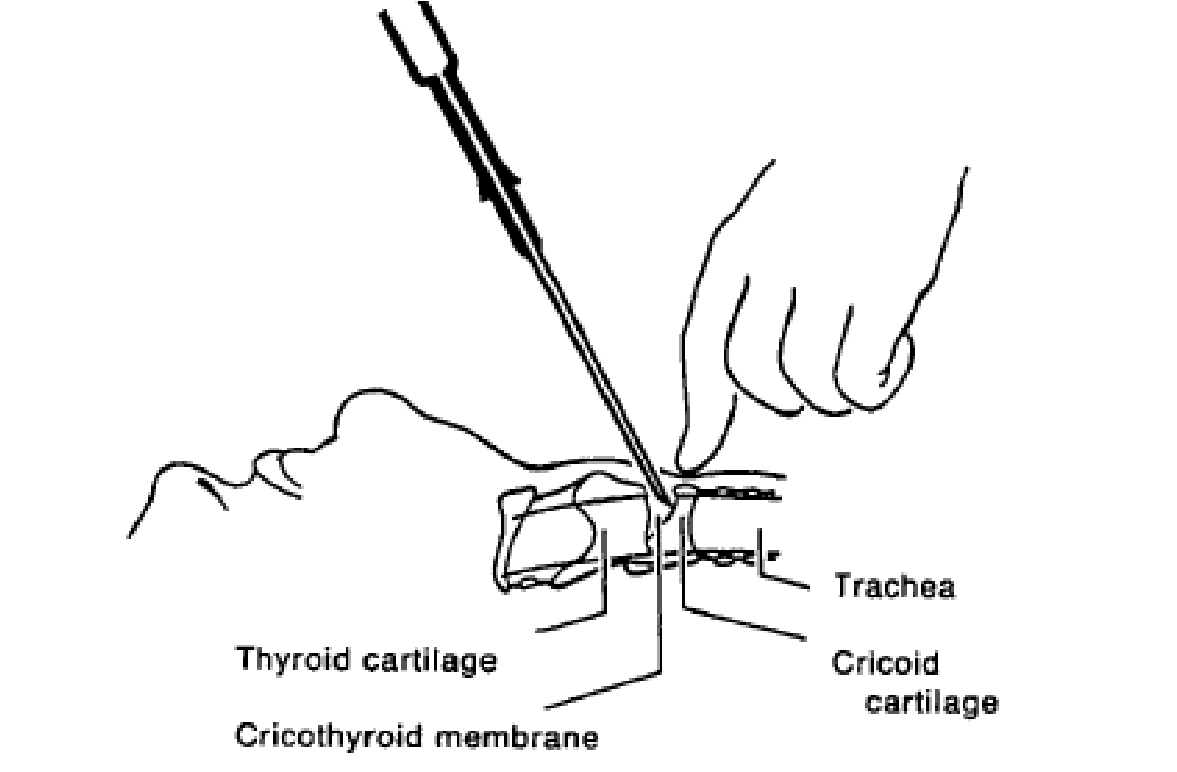 Trachea
Thyroid cartilage
Cricoid
cartilage
Cricothyroid membrane